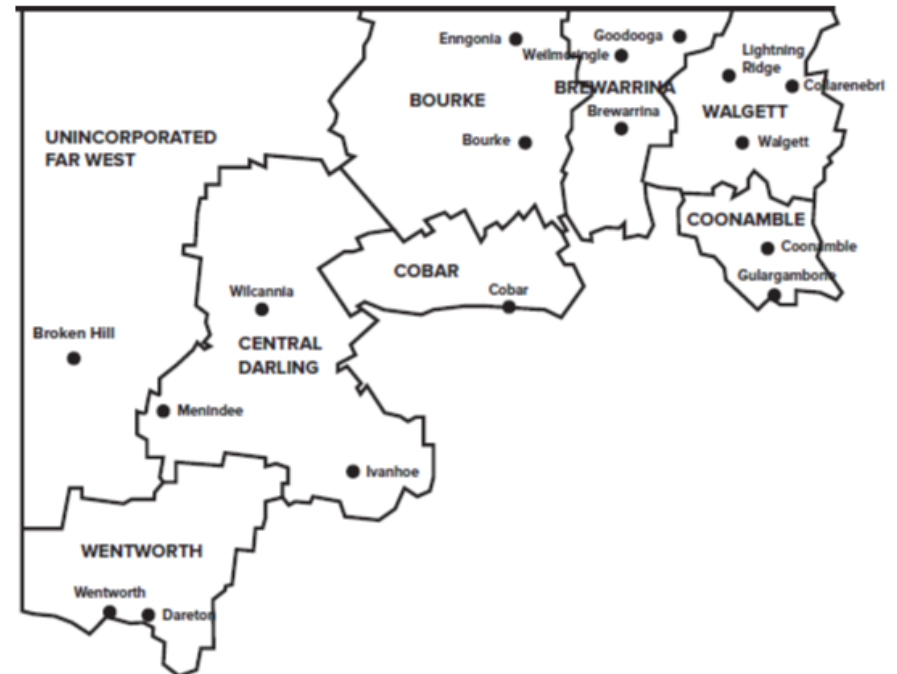 Enngonia
Goodooga
Weilmoringle
Lightning
Ridge
Collarenebri
BREWARRINA
BOURKE
Brewarrina
WALGETT
UNINCORPORATED
FAR WEST
Bourke
Walgett
COONAMBLE
Coonamble
COBAR
Gulargambone
Wilcannia
Cobar
Broken Hill
CENTRAL
DARLING
Menindee
Ivanhoe
WENTWORTH
Wentworth
Dareton